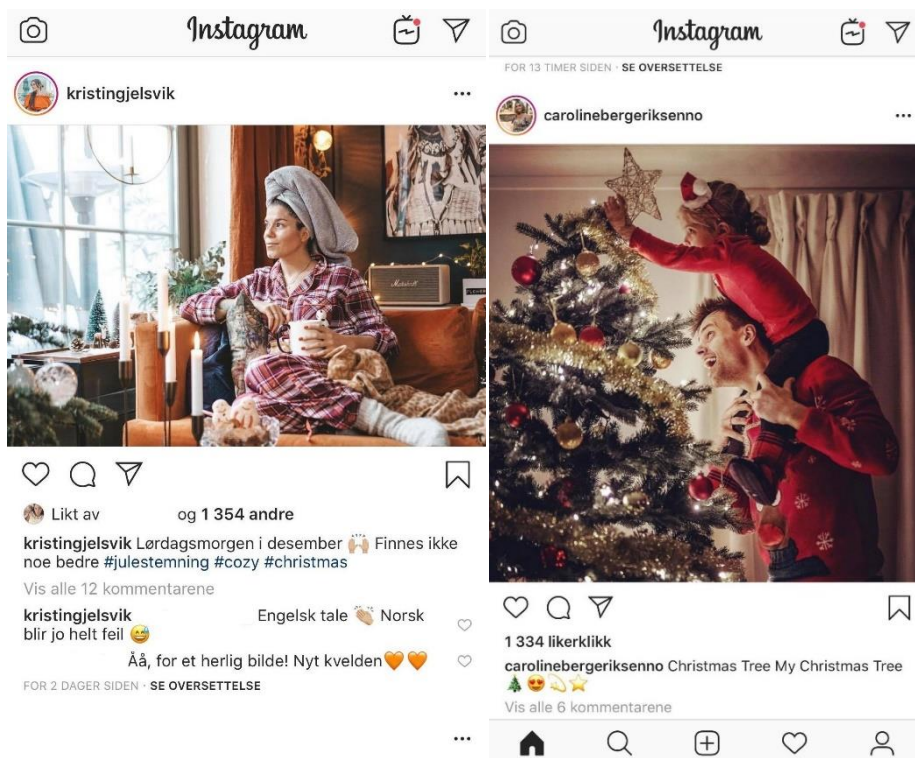 Instagram
kristingjelsvik
Marshall
Likt av og 1 354 andre
kristingjelsvik Lørdagsmorgen i desember 🙌🏼 Finnes ikke
noe bedre #julestemning #cozy #christmas
Vis alle 12 kommentarene
kristingjelsvik Engelsk tale 👏🏼 Norsk
blir jo helt feil 😅
Åå, for et herlig bilde! Nyt kvelden🧡🧡
FOR 2 DAGER SIDEN · SE OVERSETTELSE
Instagram
FOR 13 TIMER SIDEN · SE OVERSETTELSE
carolinebergeriksenno
1 334 likerklikk
carolinebergeriksenno Christmas Tree My Christmas Tree
🎄😍💫⭐
Vis alle 6 kommentarene